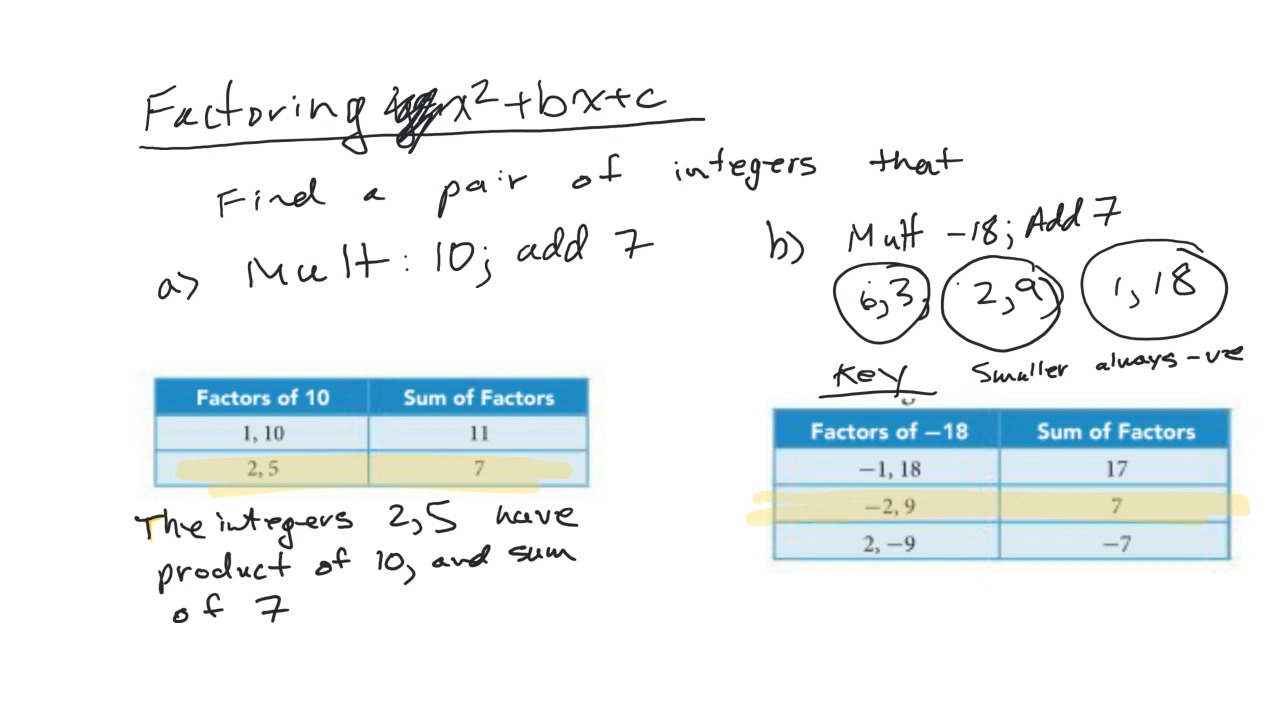 Factoring x²+bx+c
Find a pair of integers that
a) Mult: 10; add 7
Factors of 10 Sum of Factors
1, 10 11
2, 5 7
The integers 2,5 have
product of 10, and sum
of 7
b) Mult -18; Add 7
6,3, 2,9, 1,18
Key Smaller always -ve
Factors of −18 Sum of Factors
−1, 18 17
−2, 9 7
2, −9 −7